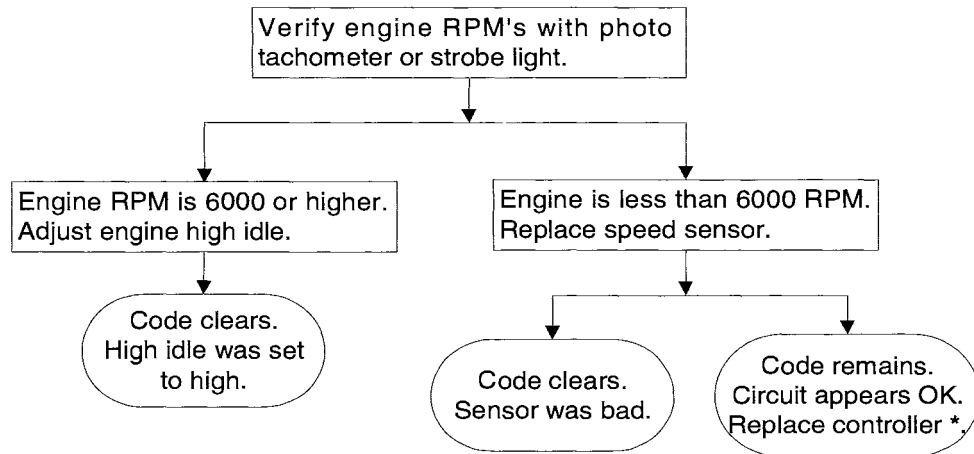 Verify engine RPM's with photo
tachometer or strobe light.
Engine RPM is 6000 or higher.
Adjust engine high idle.
Engine is less than 6000 RPM.
Replace speed sensor.
Code clears.
High idle was set
to high.
Code clears.
Sensor was bad.
Code remains.
Circuit appears OK.
Replace controller *.